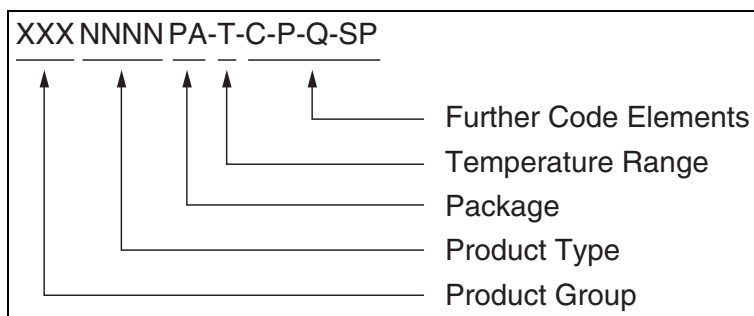 XXX NNNN PA-T-C-P-Q-SP
Further Code Elements
Temperature Range
Package
Product Type
Product Group